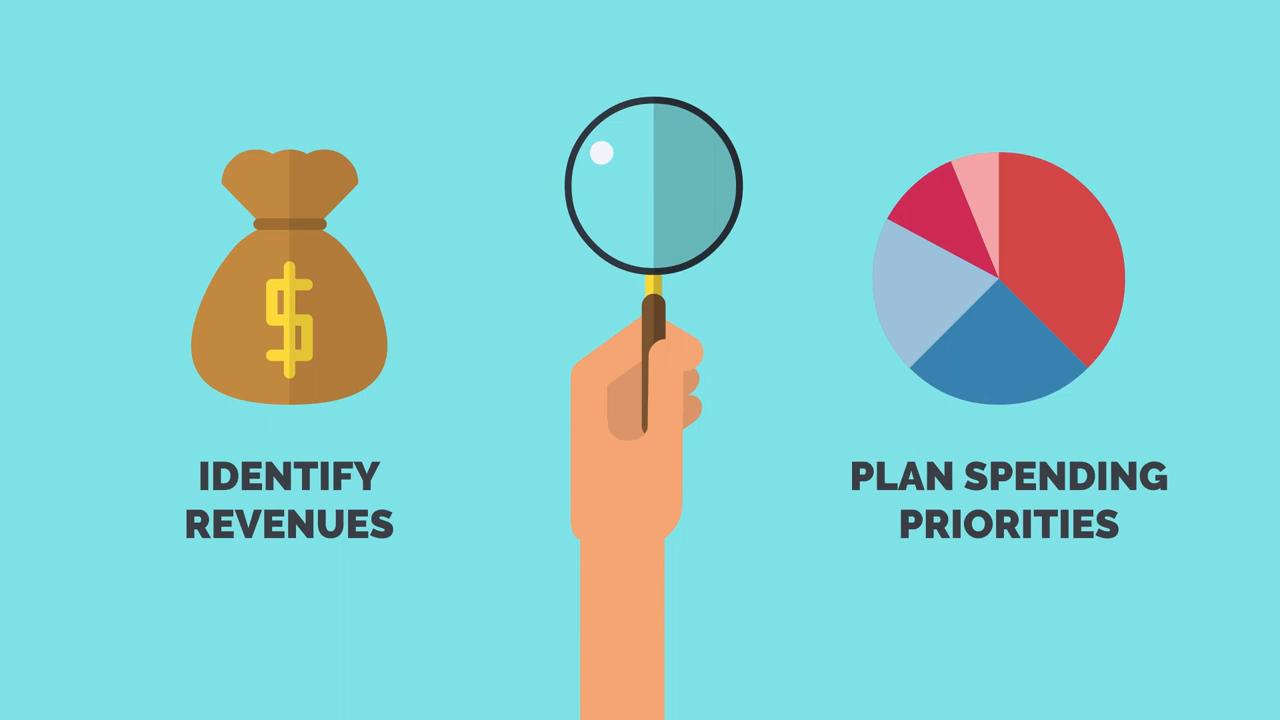 $
IDENTIFY
REVENUES
PLAN SPENDING
PRIORITIES